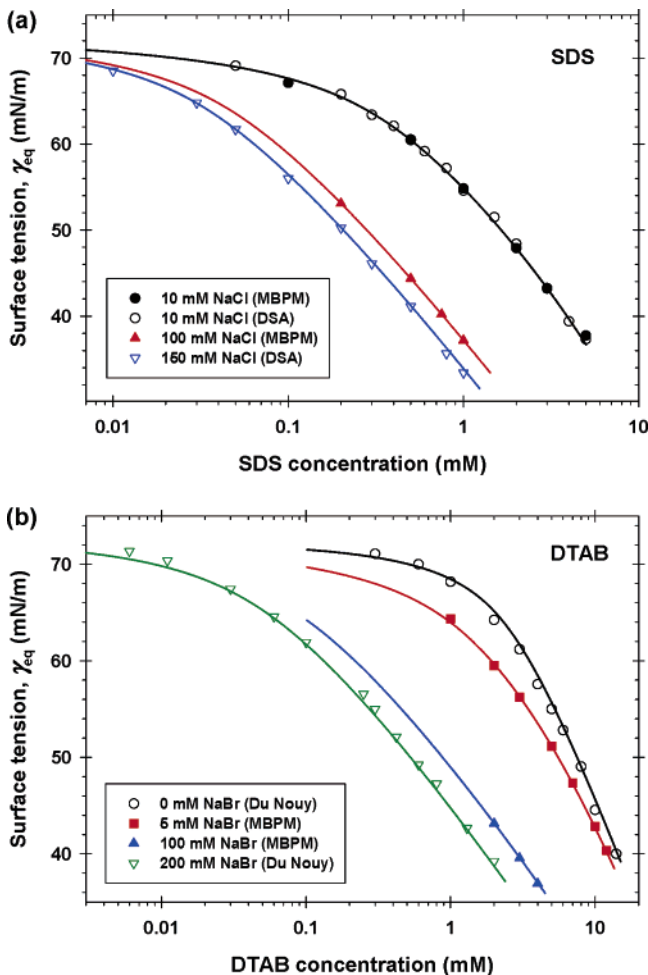 (a)
SDS
70
60
50
40
Surface tension, γeq (mN/m)
10 mM NaCl (MBPM)
10 mM NaCl (DSA)
100 mM NaCl (MBPM)
150 mM NaCl (DSA)
0.01 0.1 1 10
SDS concentration (mM)
(b)
DTAB
70
60
50
40
Surface tension, γeq (mN/m)
0 mM NaBr (Du Nouy)
5 mM NaBr (MBPM)
100 mM NaBr (MBPM)
200 mM NaBr (Du Nouy)
0.01 0.1 1 10
DTAB concentration (mM)